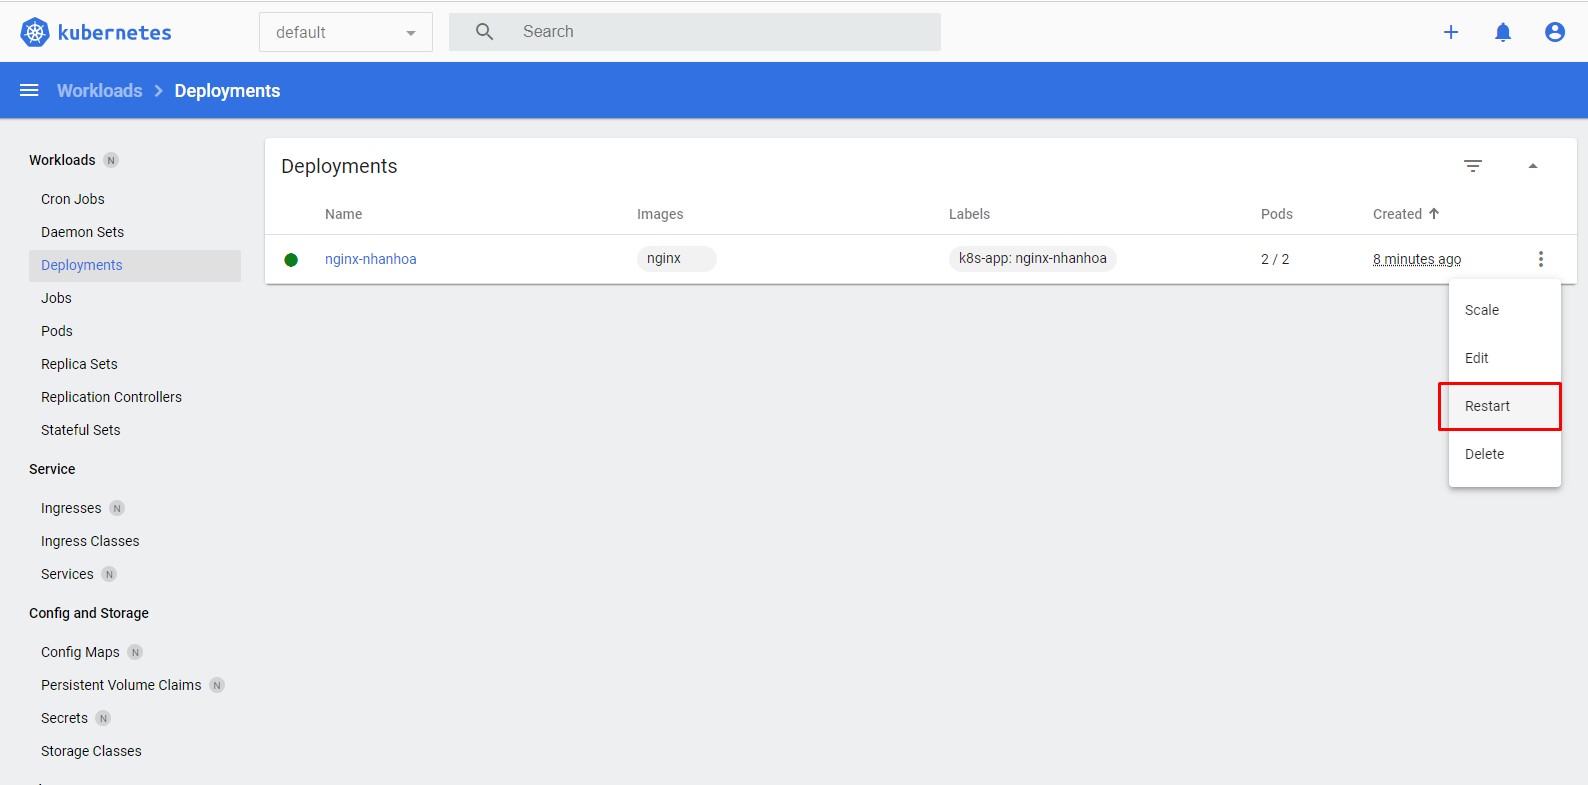 kubernetes
default
Search
Workloads
Deployments
Workloads N
Cron Jobs
Daemon Sets
Deployments
Jobs
Pods
Replica Sets
Replication Controllers
Stateful Sets
Service
Ingresses N
Ingress Classes
Services N
Config and Storage
Config Maps N
Persistent Volume Claims N
Secrets N
Storage Classes
Deployments
Name Images Labels Pods Created
nginx-nhanhoa nginx k8s-app: nginx-nhanhoa 2 / 2 8 minutes ago
Scale
Edit
Restart
Delete